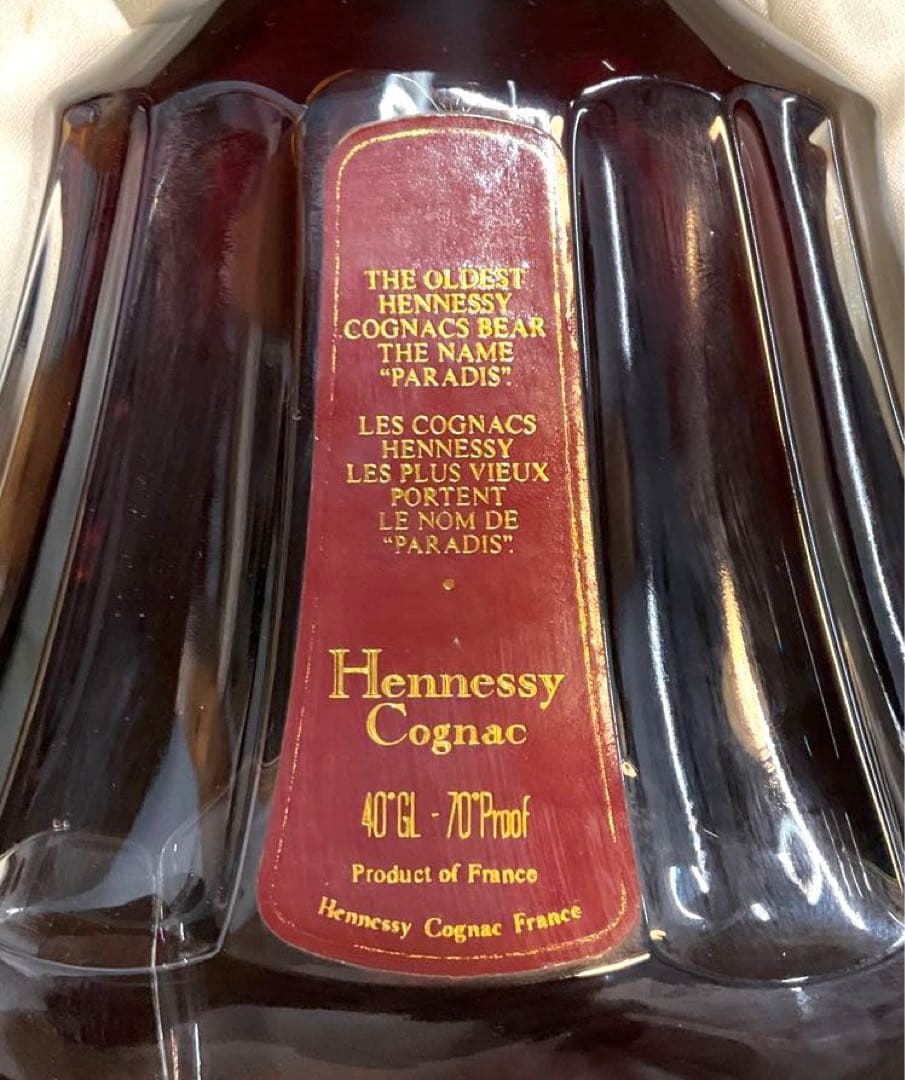 THE OLDEST
HENNESSY
COGNACS BEAR
THE NAME
“PARADIS”.
LES COGNACS
HENNESSY
LES PLUS VIEUX
PORTENT
LE NOM DE
“PARADIS”.
Hennessy
Cognac
40°GL - 70°Proof
Product of France
Hennessy Cognac France